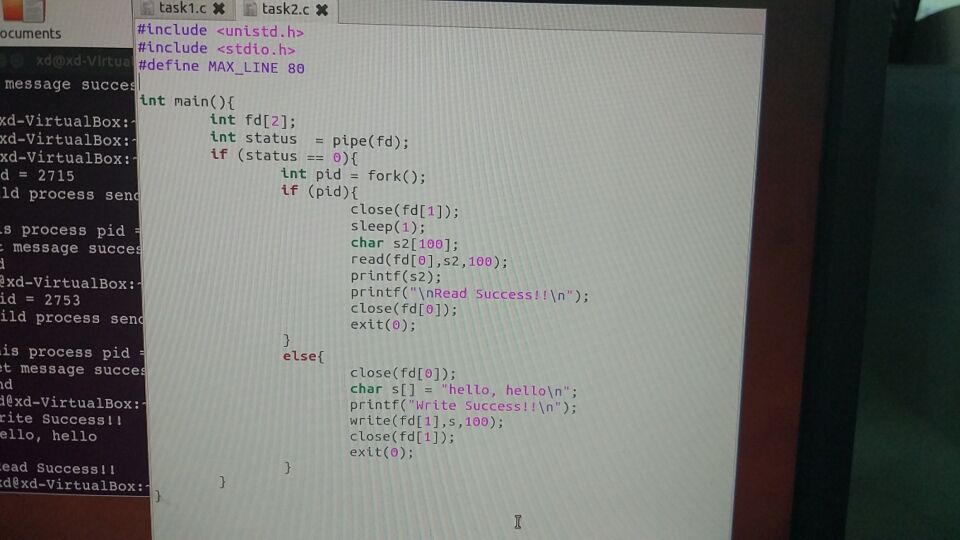 task1.c task2.c
ocuments
xd@xd-Virtua
message succes
xd-VirtualBox:~
xd-VirtualBox:~
xd-VirtualBox:~
d = 2715
ild process send
is process pid =
t message succes
d
@xd-VirtualBox:~
id = 2753
ild process send
his process pid =
et message succes
nd
d@xd-VirtualBox:~
rite Success!!
ello, hello
ead Success!!
xd@xd-VirtualBox:~
#include <unistd.h>
#include <stdio.h>
#define MAX_LINE 80
int main(){
int fd[2];
int status  = pipe(fd);
if (status == 0){
int pid = fork();
if (pid){
close(fd[1]);
sleep(1);
char s2[100];
read(fd[0],s2,100);
printf(s2);
printf("\nRead Success!!\n");
close(fd[0]);
exit(0);
}
else{
close(fd[0]);
char s[] = "hello, hello\n";
printf("Write Success!!\n");
write(fd[1],s,100);
close(fd[1]);
exit(0);
}
}
}